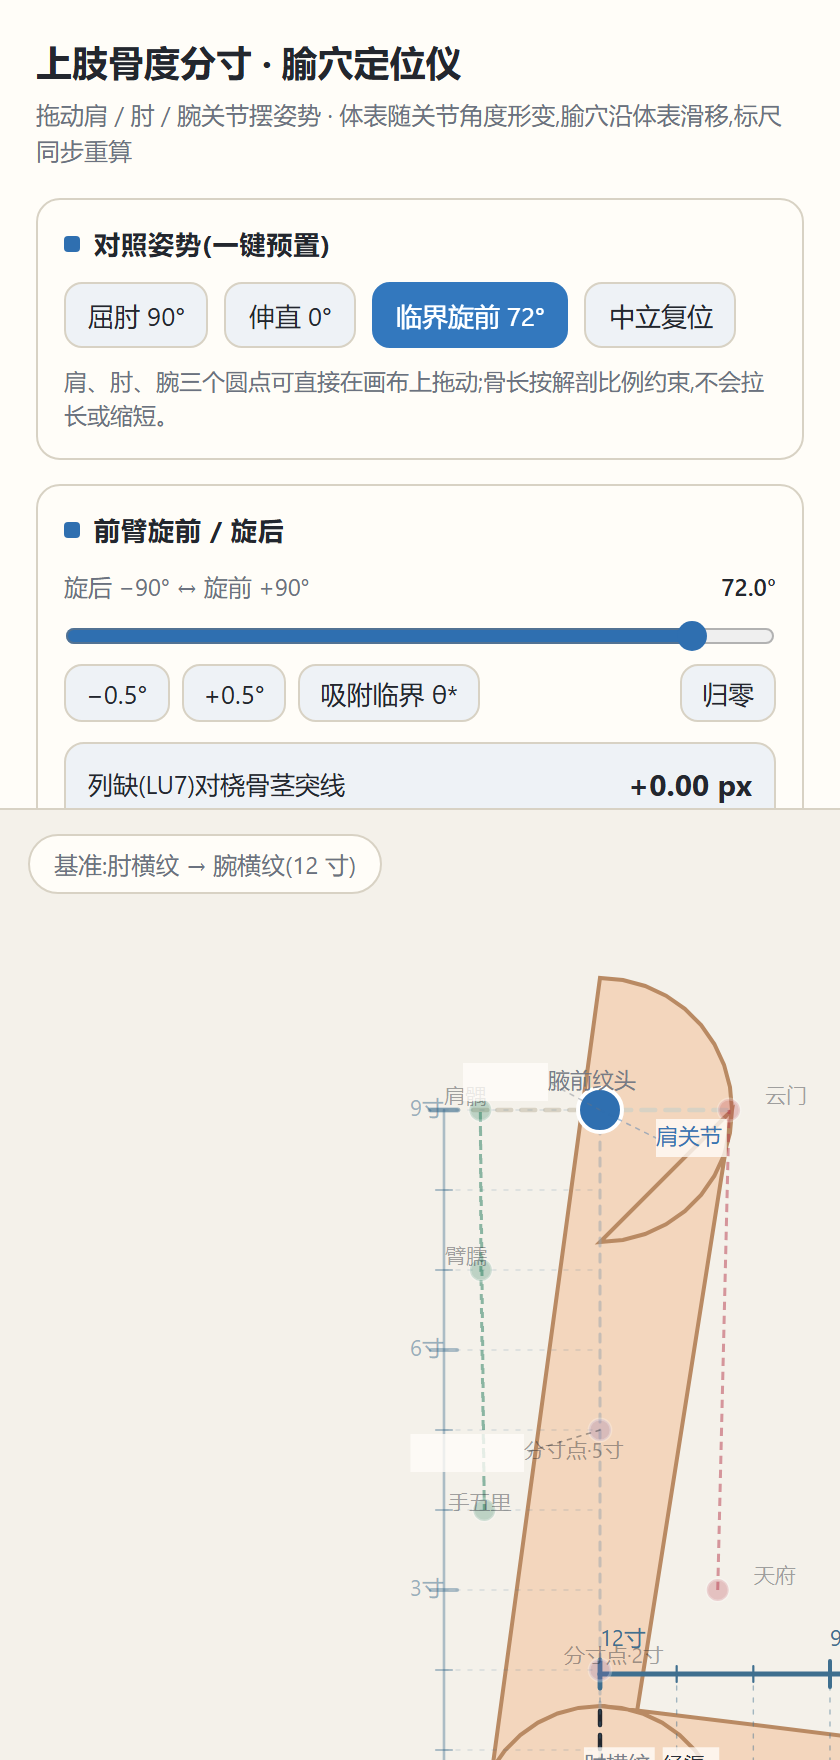 上肢骨度分寸 · 腧穴定位仪
拖动肩 / 肘 / 腕关节摆姿势 · 体表随关节角度形变,腧穴沿体表滑移,标尺
同步重算
对照姿势(一键预置)
屈肘 90°
伸直 0°
临界旋前 72°
中立复位
肩、肘、腕三个圆点可直接在画布上拖动;骨长按解剖比例约束,不会拉
长或缩短。
前臂旋前 / 旋后
旋后 −90° ↔ 旋前 +90°
72.0°
−0.5°
+0.5°
吸附临界 θ*
归零
列缺(LU7)对桡骨茎突线
+0.00 px
基准:肘横纹 → 腕横纹(12 寸)
腋前纹头
9寸
肩髃
云门
肩关节
臂臑
6寸
分寸点·5寸
手五里
3寸
天府
12寸
9
分寸点·2寸
肘横纹
经渠